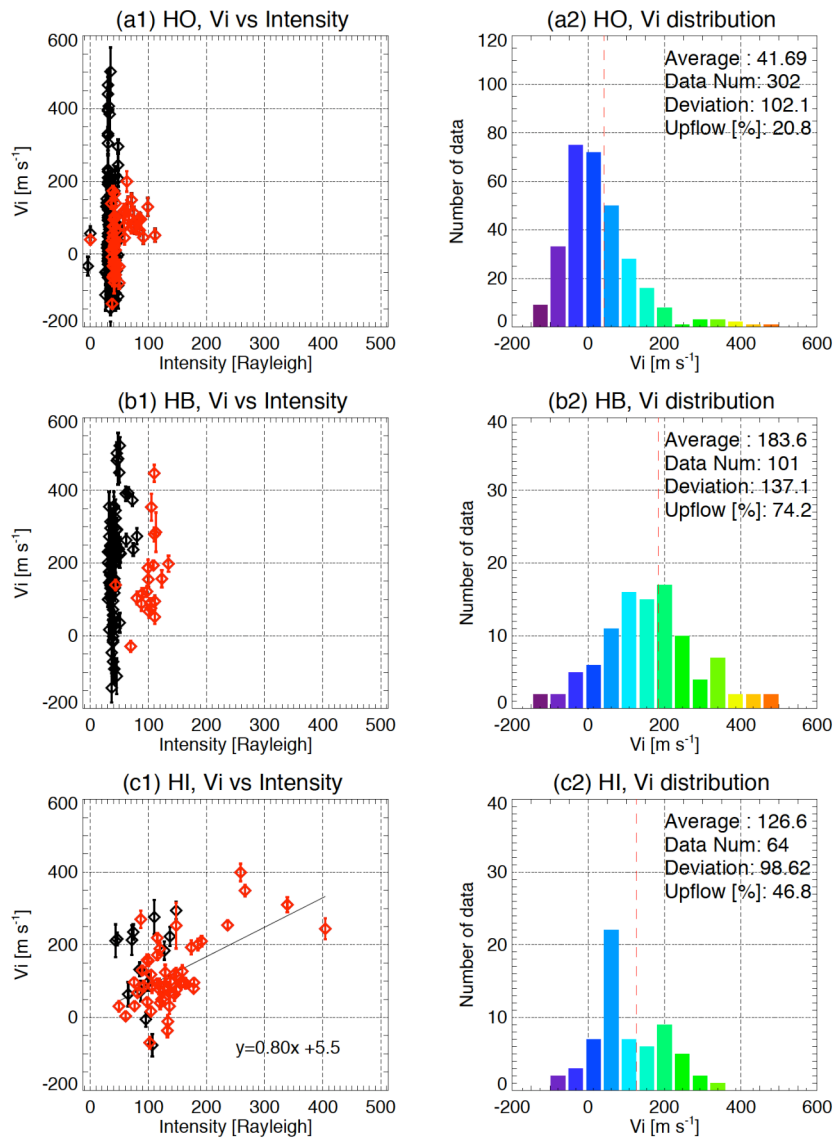 (a1) HO, Vi vs Intensity
600
400
200
0
-200
Vi [m s-1]
0 100 200 300 400 500
Intensity [Rayleigh]
(a2) HO, Vi distribution
120
100
80
60
40
20
0
Number of data
Average : 41.69
Data Num: 302
Deviation: 102.1
Upflow [%]: 20.8
-200 0 200 400 600
Vi [m s-1]
(b1) HB, Vi vs Intensity
600
400
200
0
-200
Vi [m s-1]
0 100 200 300 400 500
Intensity [Rayleigh]
(b2) HB, Vi distribution
40
30
20
10
0
Number of data
Average : 183.6
Data Num: 101
Deviation: 137.1
Upflow [%]: 74.2
-200 0 200 400 600
Vi [m s-1]
(c1) HI, Vi vs Intensity
600
400
200
0
-200
Vi [m s-1]
y=0.80x +5.5
0 100 200 300 400 500
Intensity [Rayleigh]
(c2) HI, Vi distribution
40
30
20
10
0
Number of data
Average : 126.6
Data Num: 64
Deviation: 98.62
Upflow [%]: 46.8
-200 0 200 400 600
Vi [m s-1]